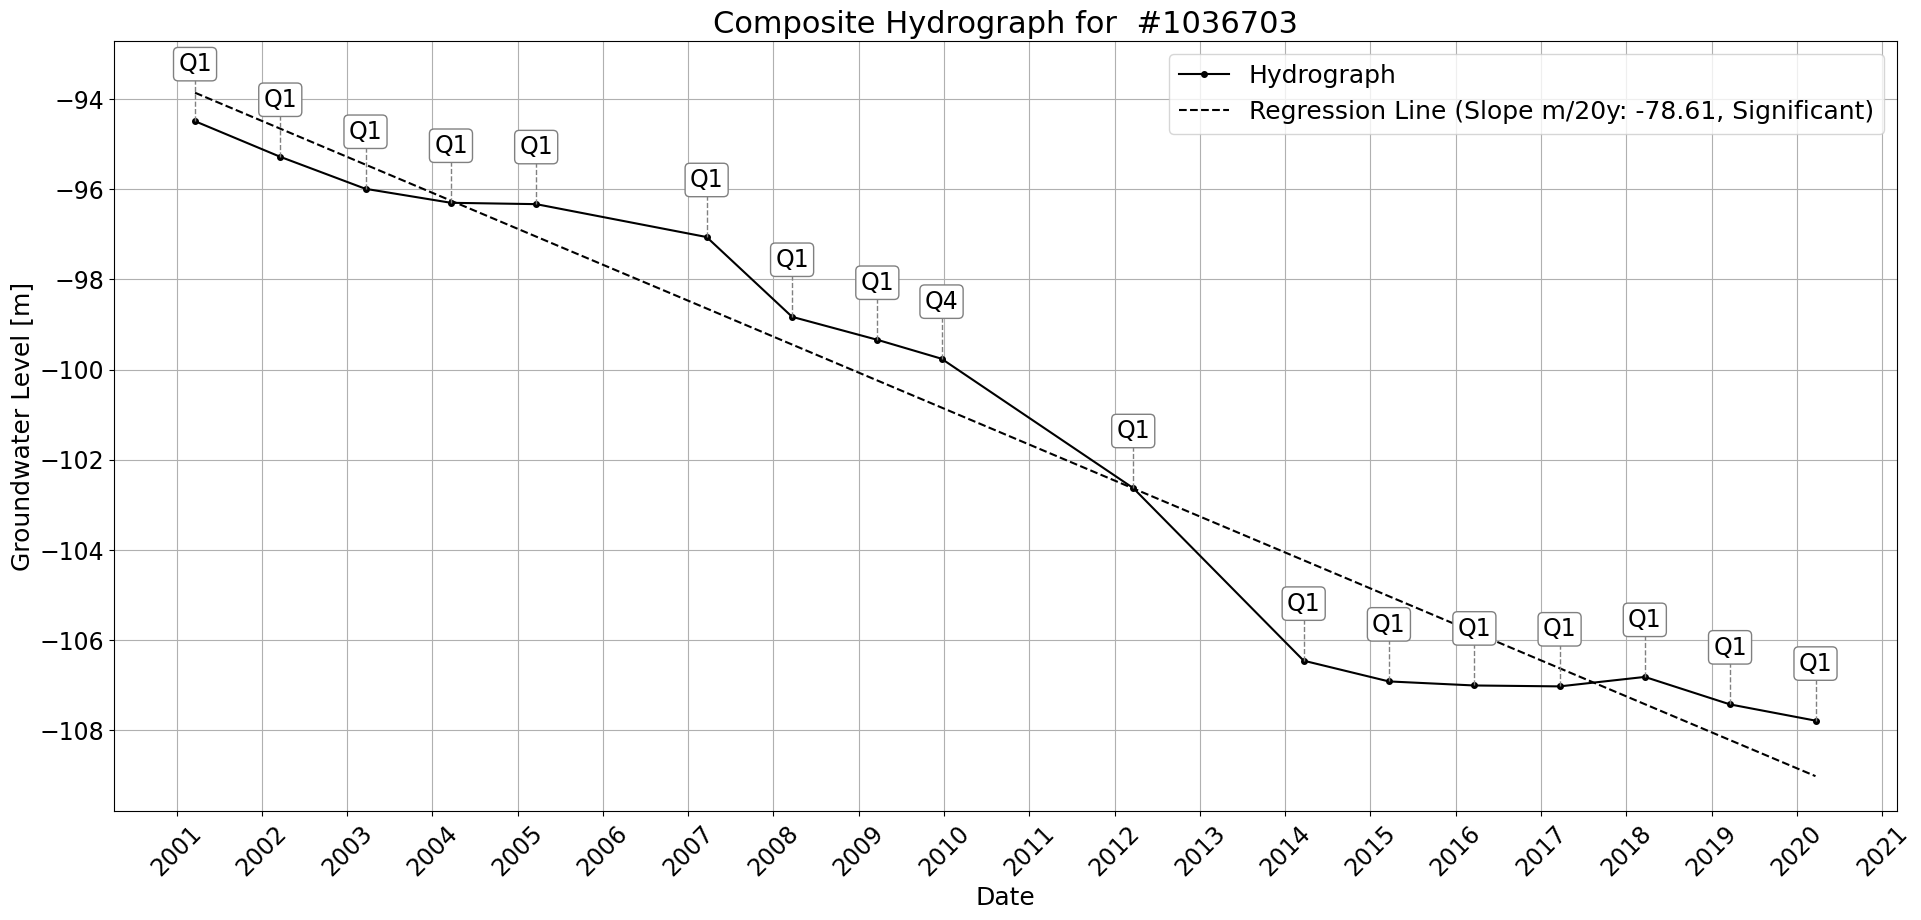 Composite Hydrograph for  #1036703
Hydrograph
Regression Line (Slope m/20y: -78.61, Significant)
Q1
Q1
Q1
Q1
Q1
Q1
Q1
Q1
Q4
Q1
Q1
Q1
Q1
Q1
Q1
Q1
Q1
Groundwater Level [m]
−94
−96
−98
−100
−102
−104
−106
−108
2001
2002
2003
2004
2005
2006
2007
2008
2009
2010
2011
2012
2013
2014
2015
2016
2017
2018
2019
2020
2021
Date